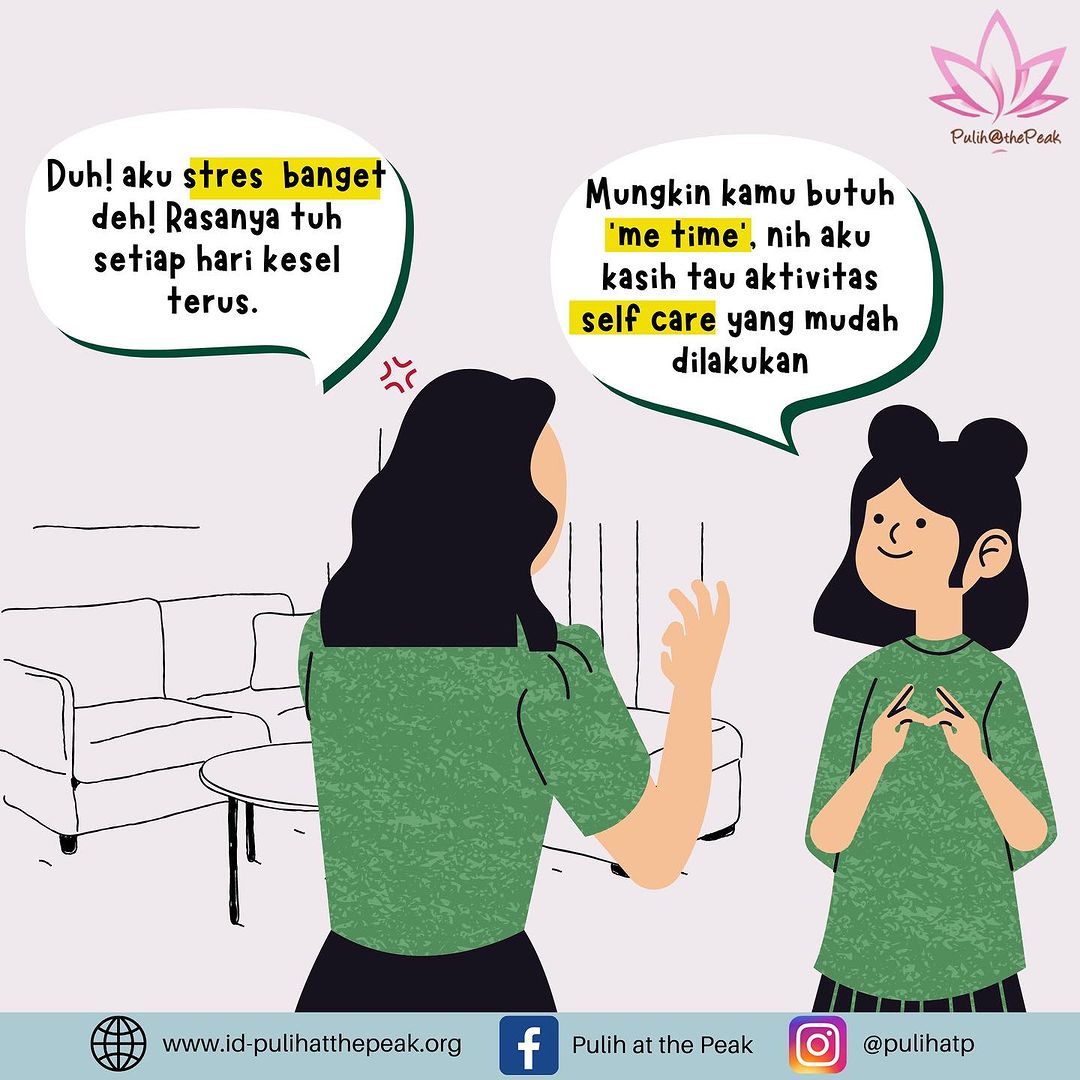 Pulih@thePeak
Duh! aku stres banget
deh! Rasanya tuh
setiap hari kesel
terus.
Mungkin kamu butuh
'me time', nih aku
kasih tau aktivitas
self care yang mudah
dilakukan
www.id-pulihatthepeak.org
Pulih at the Peak
@pulihatp